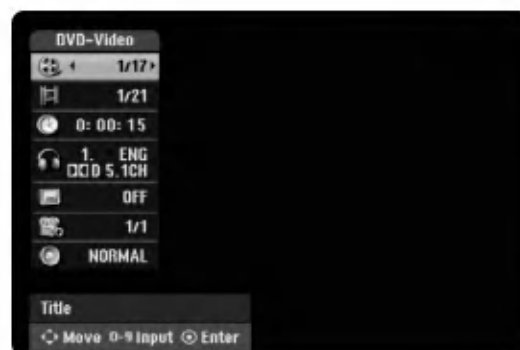 DVD-Video
1/17
1/21
0: 00: 15
1. ENG
D 5.1CH
OFF
1/1
NORMAL
Title
Move 0-9 Input Enter